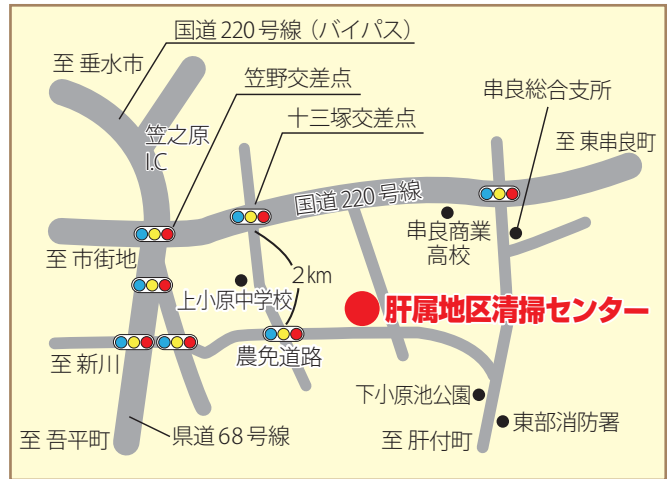 国道220号線（バイパス）
至 垂水市
笠野交差点
串良総合支所
笠之原
I.C
十三塚交差点
至 東串良町
国道220号線
串良商業
高校
至 市街地
2km
上小原中学校
肝属地区清掃センター
農免道路
至 新川
下小原池公園
東部消防署
県道68号線
至 吾平町
至 肝付町